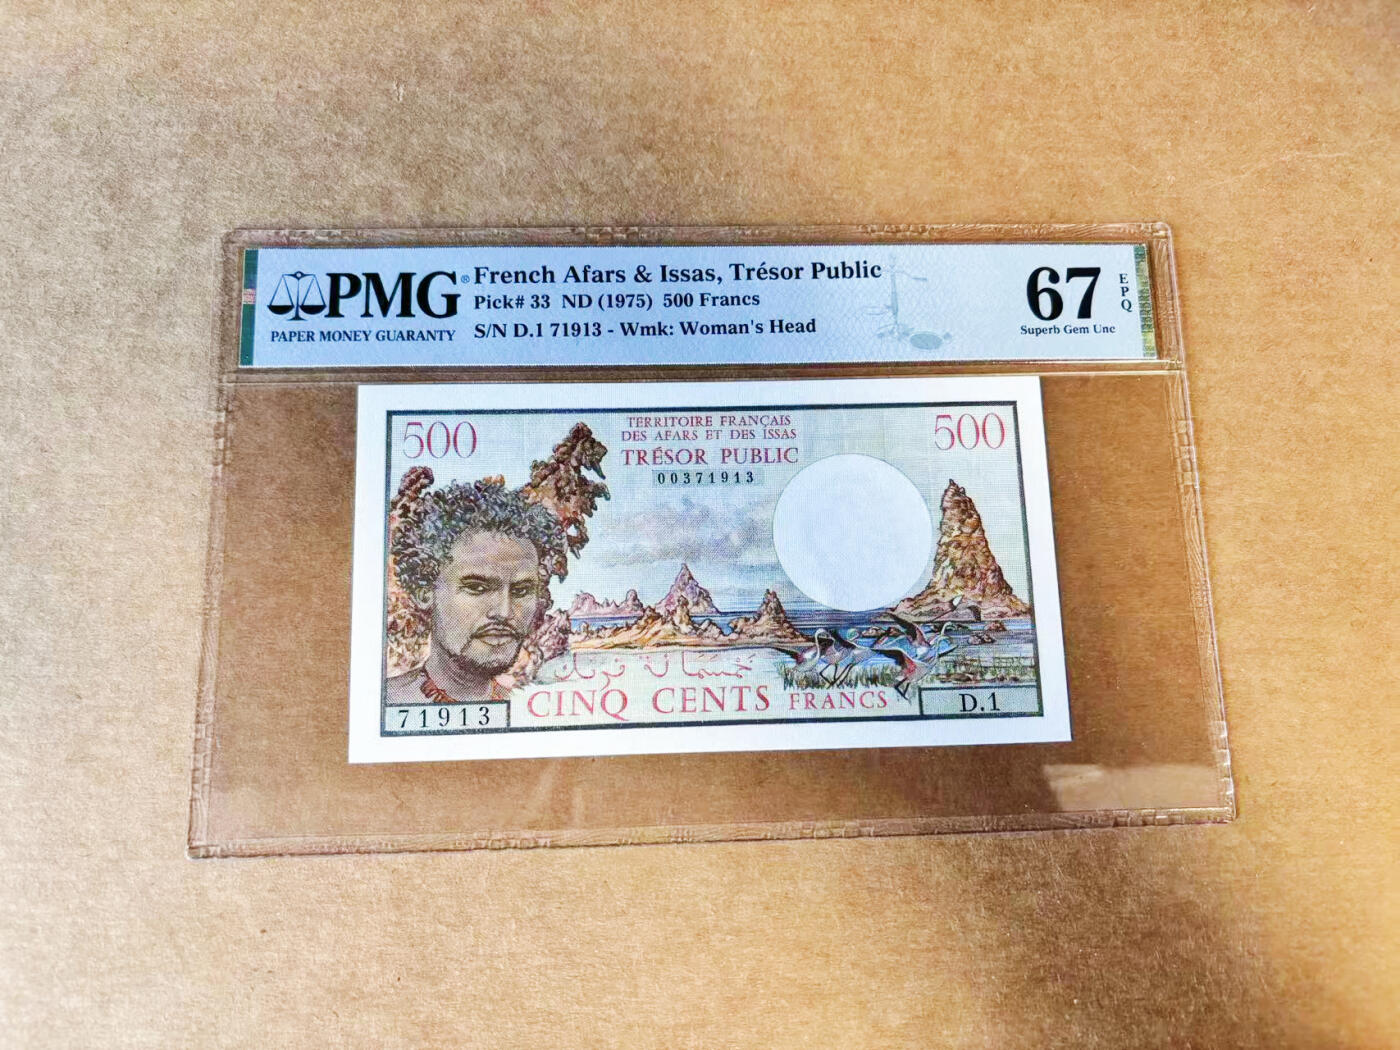 PMG®
PAPER MONEY GUARANTY
French Afars & Issas, Trésor Public
Pick# 33 ND (1975) 500 Francs
S/N D.1 71913 - Wmk: Woman's Head
67
EPQ
Superb Gem Unc
500
TERRITOIRE FRANÇAIS
DES AFARS ET DES ISSAS
TRÉSOR PUBLIC
00371913
500
خمسمائة فرنك
CINQ CENTS FRANCS
71913
D.1